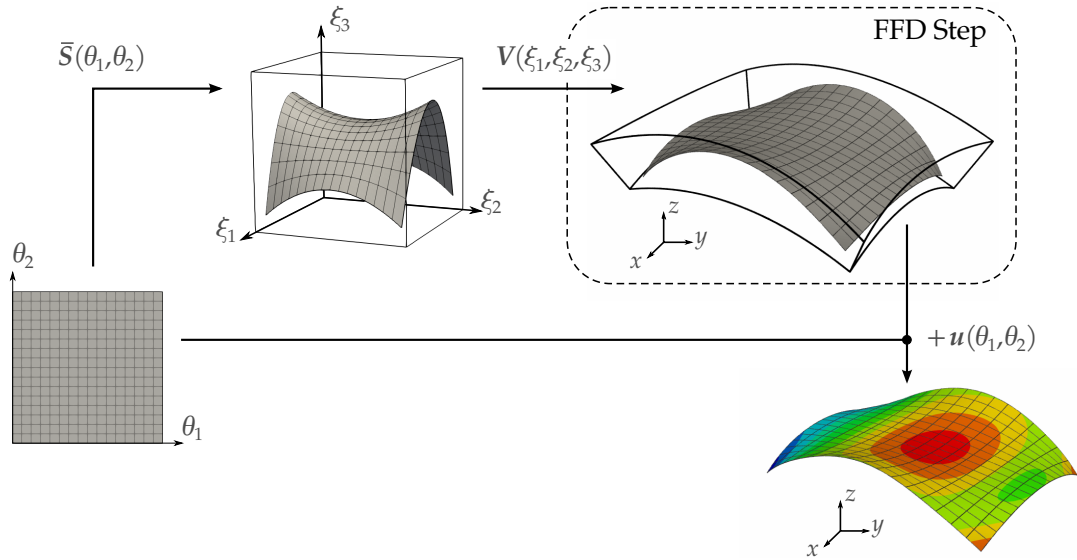 S̄(θ₁,θ₂)
ξ₃
V(ξ₁,ξ₂,ξ₃)
FFD Step
ξ₂
ξ₁
z
y
x
θ₂
θ₁
+ u(θ₁,θ₂)
z
y
x